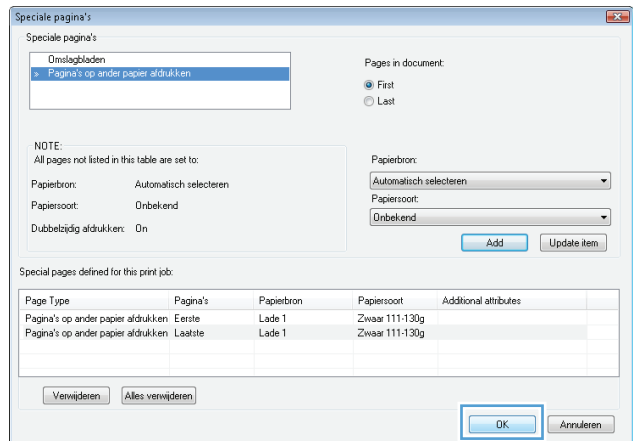 Speciale pagina's
Speciale pagina's
Omslagbladen
» Pagina's op ander papier afdrukken
Pages in document:
First
Last
NOTE:
All pages not listed in this table are set to:
Papierbron: Automatisch selecteren
Papiersoort: Onbekend
Dubbelzijdig afdrukken: On
Papierbron:
Automatisch selecteren
Papiersoort:
Onbekend
Add Update item
Special pages defined for this print job:
Page Type Pagina's Papierbron Papiersoort Additional attributes
Pagina's op ander papier afdrukken Eerste Lade 1 Zwaar 111-130g
Pagina's op ander papier afdrukken Laatste Lade 1 Zwaar 111-130g
Verwijderen Alles verwijderen
OK Annuleren